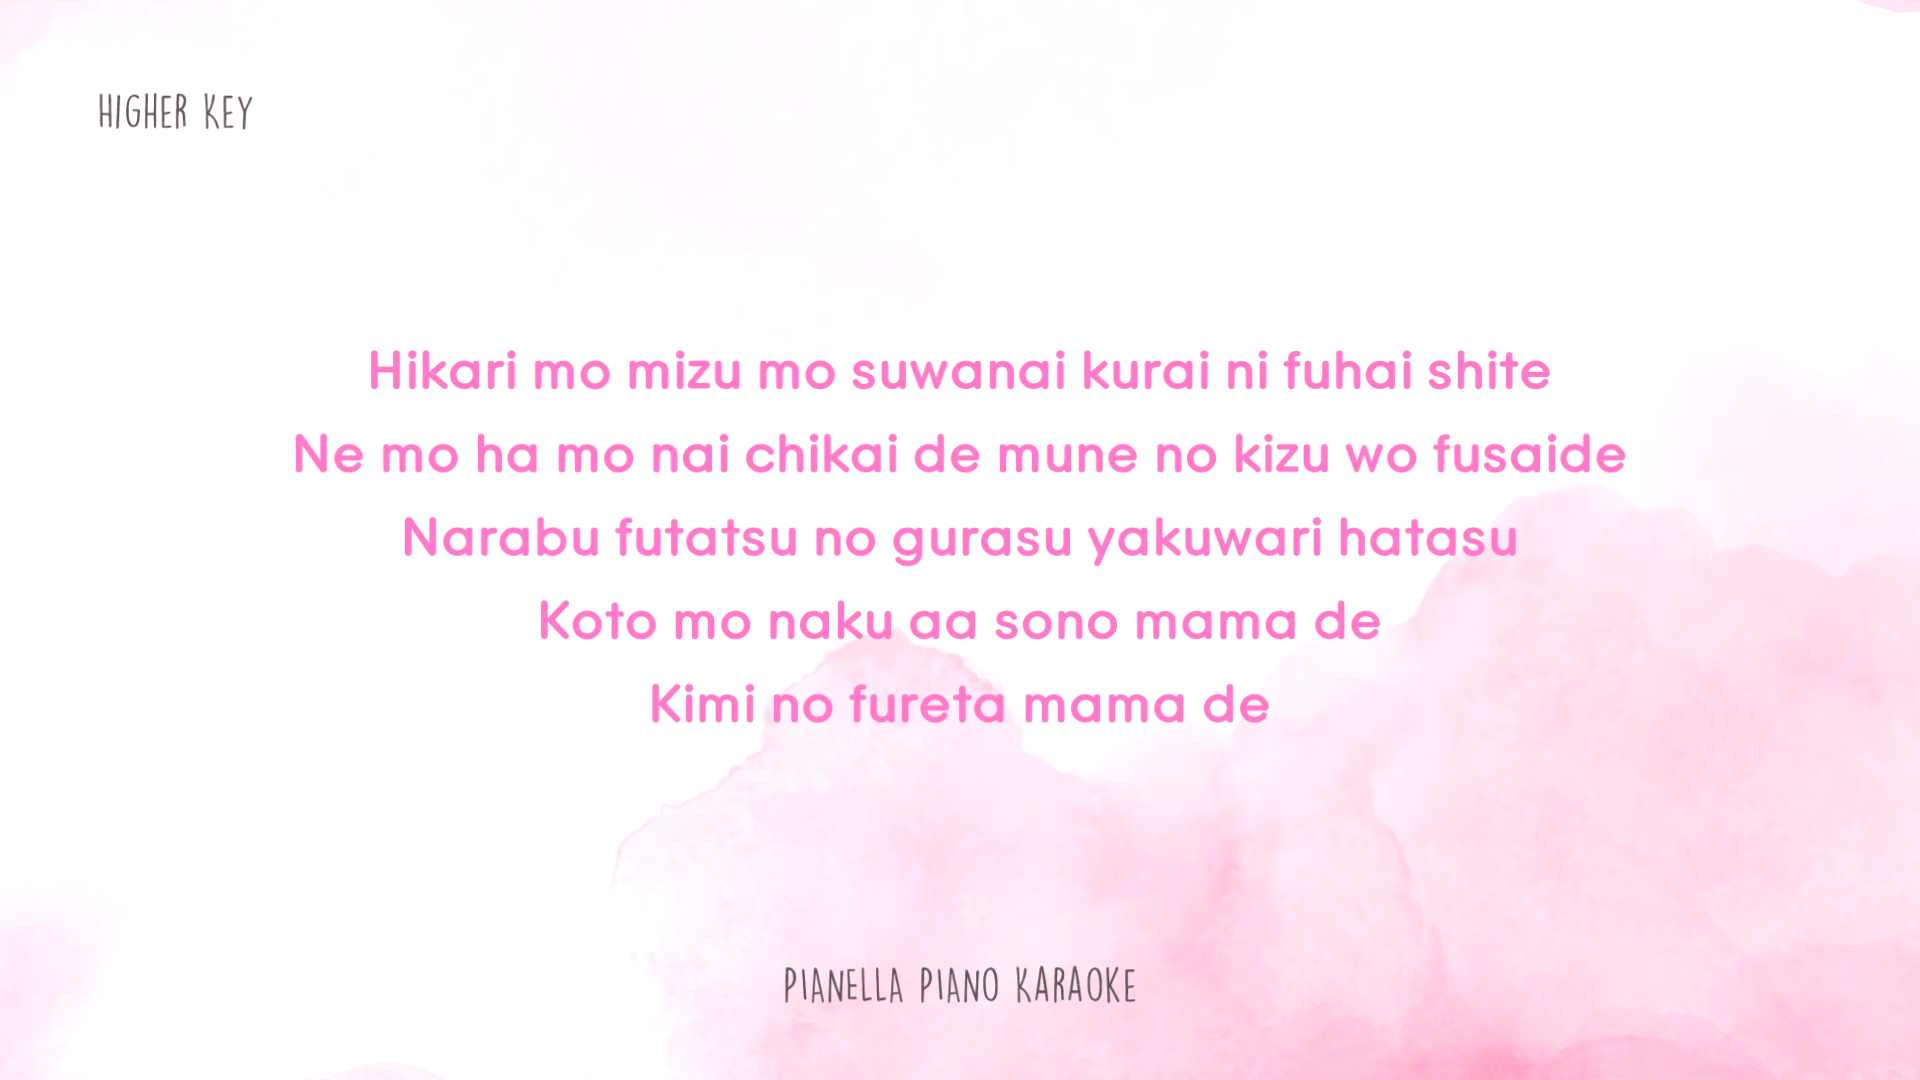 HIGHER KEY
Hikari mo mizu mo suwanai kurai ni fuhai shite
Ne mo ha mo nai chikai de mune no kizu wo fusaide
Narabu futatsu no gurasu yakuwari hatasu
Koto mo naku aa sono mama de
Kimi no fureta mama de
PIANELLA PIANO KARAOKE